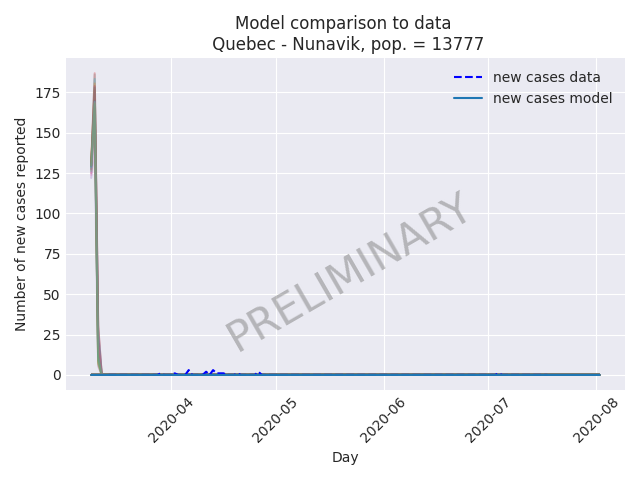 Model comparison to data
Quebec - Nunavik, pop. = 13777
new cases data
new cases model
Number of new cases reported
175
150
125
100
75
50
25
0
PRELIMINARY
2020-04
2020-05
2020-06
2020-07
2020-08
Day